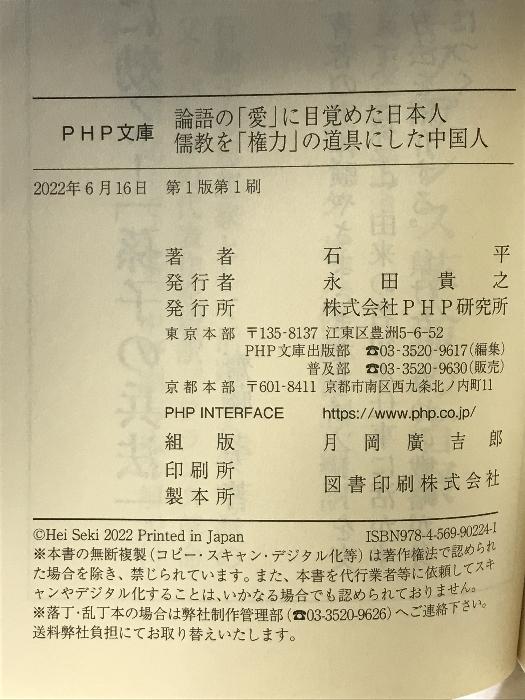 PHP文庫 論語の「愛」に目覚めた日本人
儒教を「権力」の道具にした中国人
2022年6月16日 第1版第1刷
著者 石平
発行者 永田貴之
発行所 株式会社PHP研究所
東京本部 〒135-8137 江東区豊洲5-6-52
PHP文庫出版部 ☎03-3520-9617(編集)
普及部 ☎03-3520-9630(販売)
京都本部 〒601-8411 京都市南区西九条北ノ内町11
PHP INTERFACE https://www.php.co.jp/
組版 月岡廣吉郎
印刷所
製本所 図書印刷株式会社
©Hei Seki 2022 Printed in Japan ISBN978-4-569-90224-1
※本書の無断複製(コピー・スキャン・デジタル化等)は著作権法で認められ
た場合を除き、禁じられています。また、本書を代行業者等に依頼してスキ
ャンやデジタル化することは、いかなる場合でも認められておりません。
※落丁・乱丁本の場合は弊社制作管理部(☎03-3520-9626)へご連絡下さい。
送料弊社負担にてお取り替えいたします。